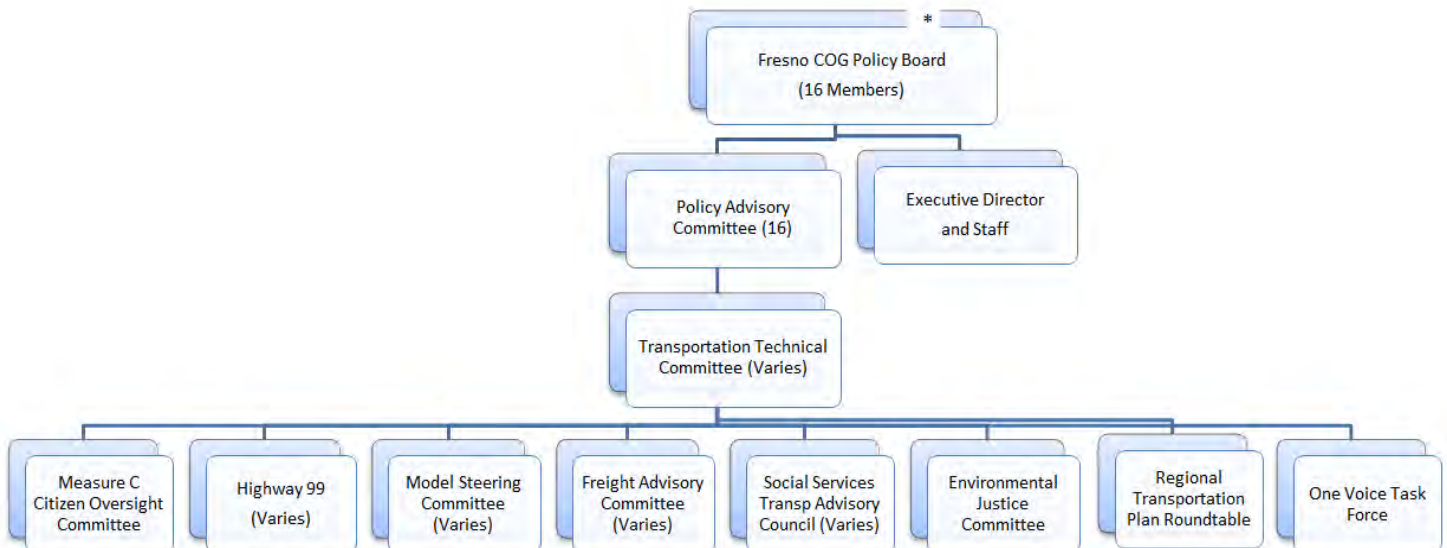 *
Fresno COG Policy Board
(16 Members)
Policy Advisory
Committee (16)
Executive Director
and Staff
Transportation Technical
Committee (Varies)
Measure C
Citizen Oversight
Committee
Highway 99
(Varies)
Model Steering
Committee
(Varies)
Freight Advisory
Committee
(Varies)
Social Services
Transp Advisory
Council (Varies)
Environmental
Justice
Committee
Regional
Transportation
Plan Roundtable
One Voice Task
Force